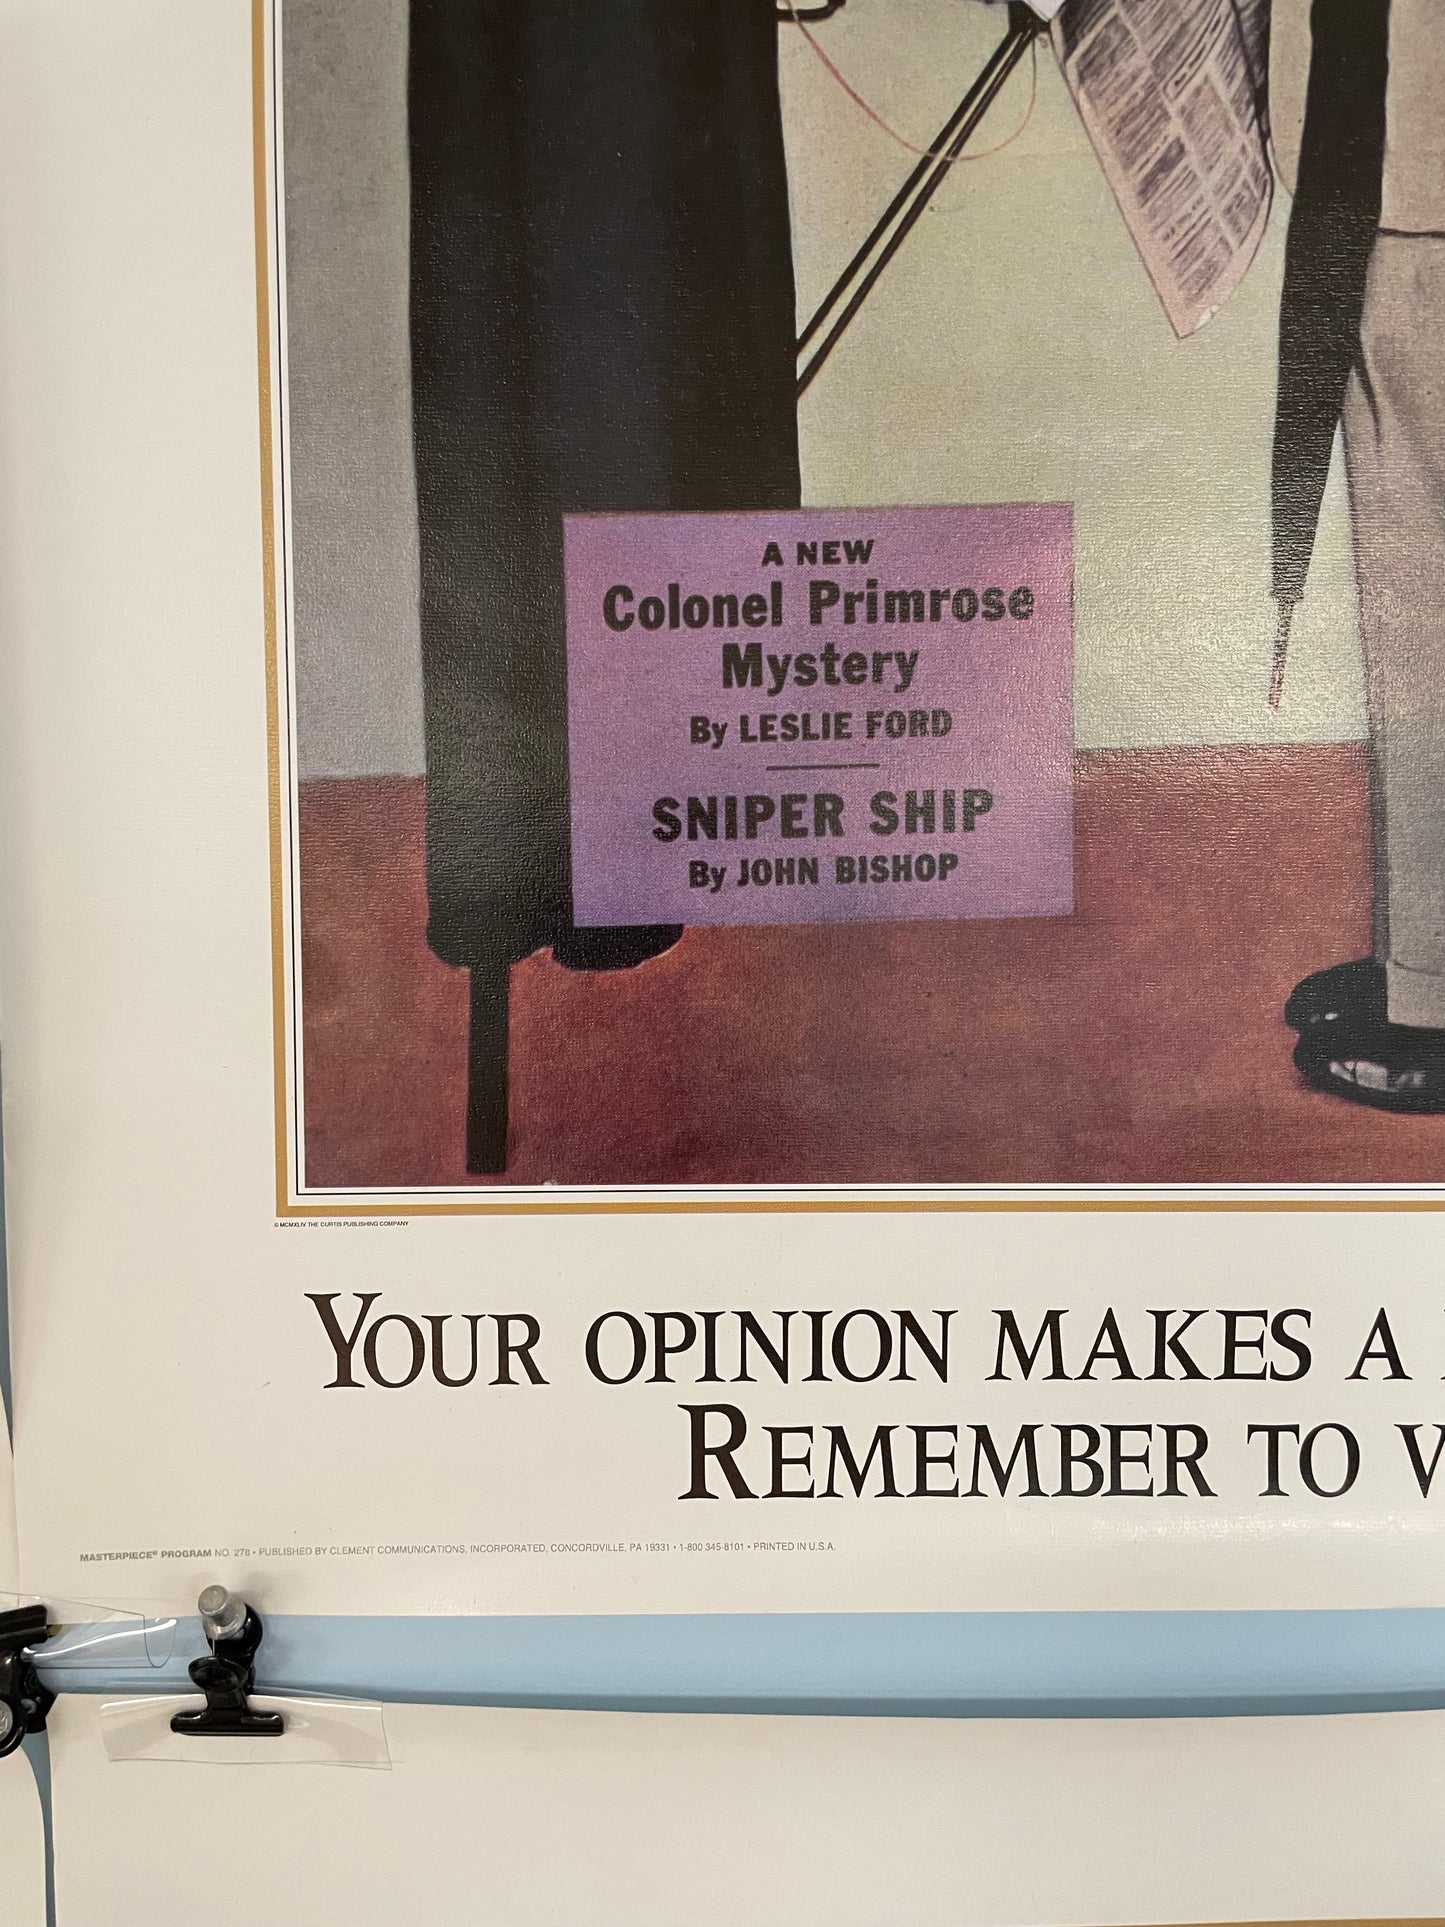 A NEW
Colonel Primrose
Mystery
By LESLIE FORD
SNIPER SHIP
By JOHN BISHOP
© MCMXLIV THE CURTIS PUBLISHING COMPANY
YOUR OPINION MAKES A
REMEMBER TO
MASTERPIECE® PROGRAM NO. 278 • PUBLISHED BY CLEMENT COMMUNICATIONS, INCORPORATED, CONCORDVILLE, PA 19331 • 1-800 345-8101 • PRINTED IN U.S.A.